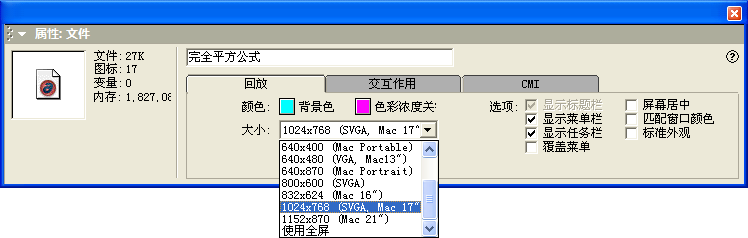 属性: 文件
文件: 27K
图标: 17
变量: 0
内存: 1,827,08
完全平方公式
回放
交互作用
CMI
颜色: 背景色 色彩浓度关
选项: 显示标题栏 屏幕居中
显示菜单栏 匹配窗口颜色
显示任务栏 标准外观
覆盖菜单
大小: 1024x768 (SVGA, Mac 17"
640x400 (Mac Portable)
640x480 (VGA, Mac13")
640x870 (Mac Portrait)
800x600 (SVGA)
832x624 (Mac 16")
1024x768 (SVGA, Mac 17"
1152x870 (Mac 21")
使用全屏